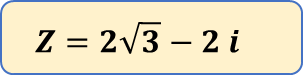 Z = 2√3 − 2 i